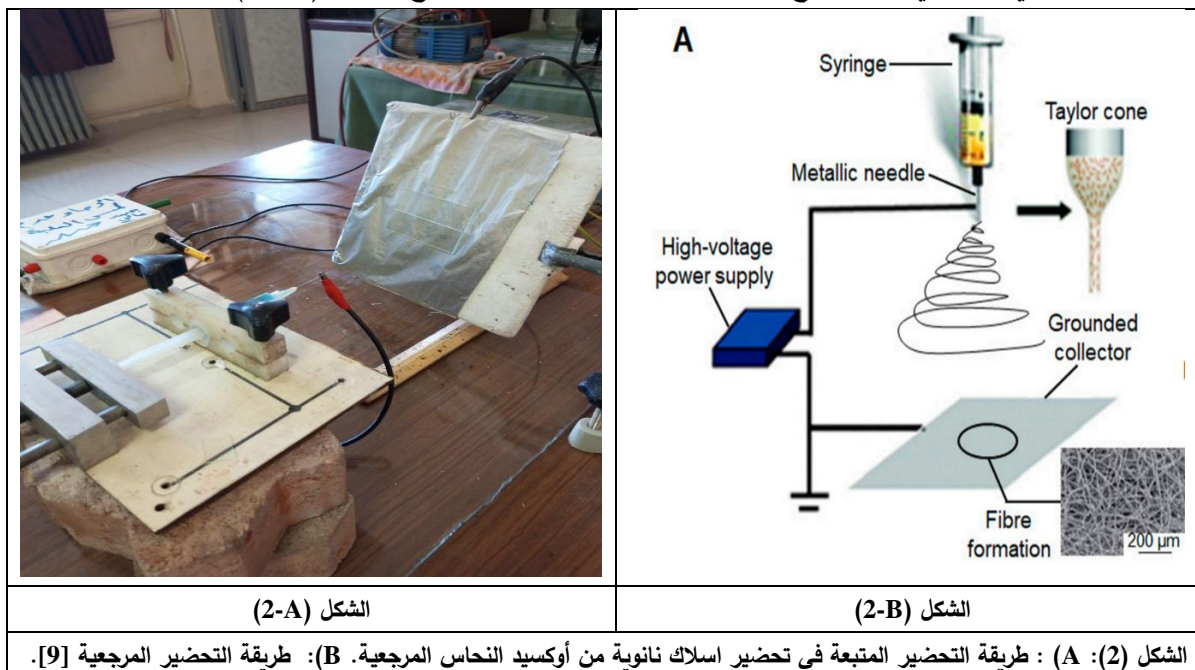 A
Syringe
Taylor cone
Metallic needle
High-voltage
power supply
Grounded
collector
Fibre
formation
200 µm
الشكل (2-A)
الشكل (2-B)
الشكل (2: A) : طريقة التحضير المتبعة في تحضير اسلاك نانوية من أوكسيد النحاس المرجعية. B): طريقة التحضير المرجعية [9].